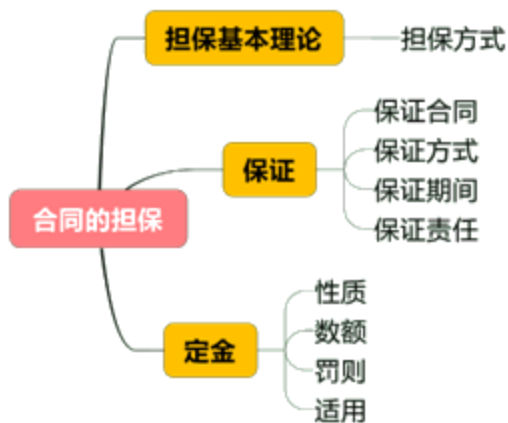 担保基本理论
担保方式
保证合同
保证方式
保证
保证期间
保证责任
合同的担保
性质
数额
定金
罚则
适用